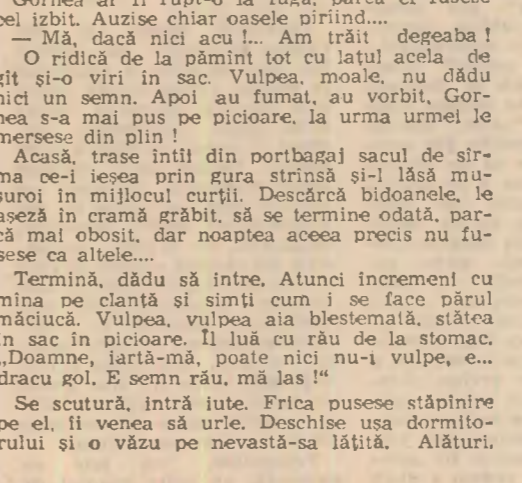 Gornea ar fi rupt-o la fugă, parcă el fusese
cel izbit. Auzise chiar oasele pîrîind....
— Mă, dacă nici acu !... Am trăit degeaba !
O ridică de la pămînt tot cu lațul acela de
gît și-o vîrî în sac. Vulpea, moale, nu dădu
nici un semn. Apoi au fumat, au vorbit, Gor-
nea s-a mai pus pe picioare, la urma urmei le
mersese din plin !
Acasă, trase întîi din portbagaj sacul de sîr-
ma ce-i ieșea prin gura strînsă și-l lăsă mu-
șuroi în mijlocul curții. Descărcă bidoanele, le
așeză în cramă grăbit, să se termine odată, par-
că mai obosit, dar noaptea aceea precis nu fu-
sese ca altele....
Termină, dădu să intre. Atunci încremeni cu
mîna pe clanță și simți cum i se face părul
măciucă. Vulpea, vulpea aia blestemată, stătea
în sac în picioare. Îl luă cu rău de la stomac.
„Doamne, iartă-mă, poate nici nu-i vulpe, e...
dracu gol. E semn rău, mă las !“
Se scutură, intră iute. Frica pusese stăpînire
pe el, îi venea să urle. Deschise ușa dormito-
rului și o văzu pe nevastă-sa lățită. Alături,